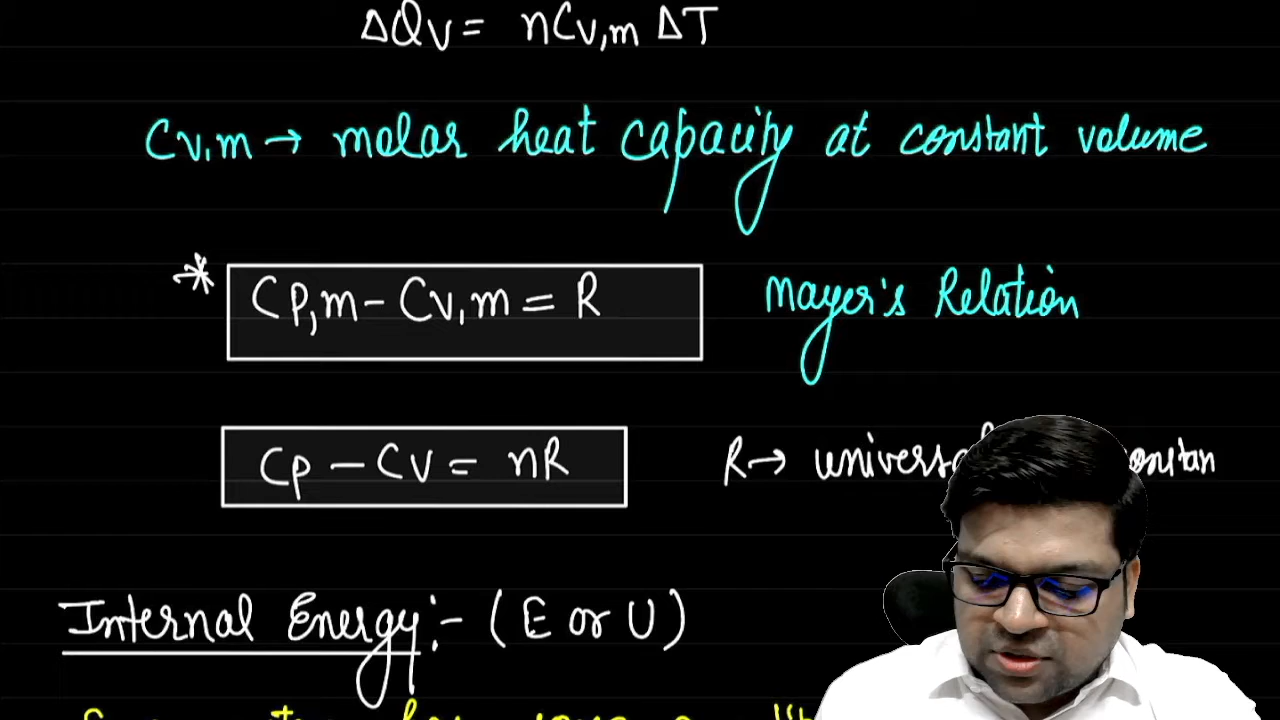 ΔQv = nCv,m ΔT
Cv,m → molar heat capacity at constant volume
* Cp,m - Cv,m = R Mayer's Relation
Cp - Cv = nR R → univers constan
Internal Energy:- (E or U)